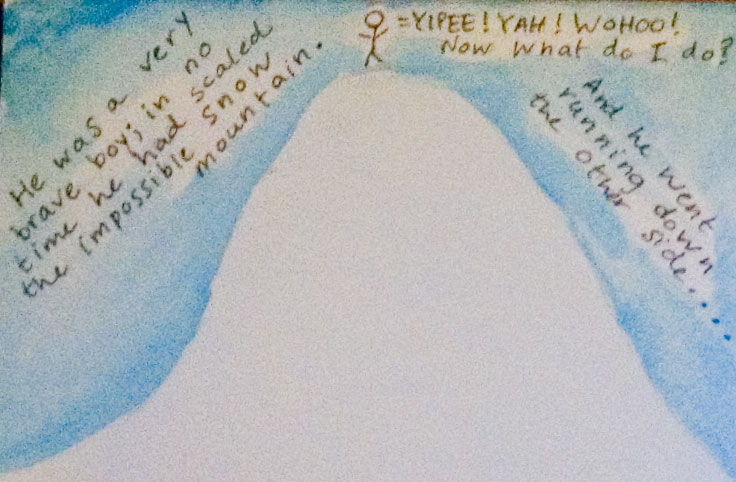 He was a very
brave boy; in no
time he had scaled
the impossible snow
mountain.
=YIPEE! YAH! WOHOO!
Now what do I do?
And he went
running down
the other side....